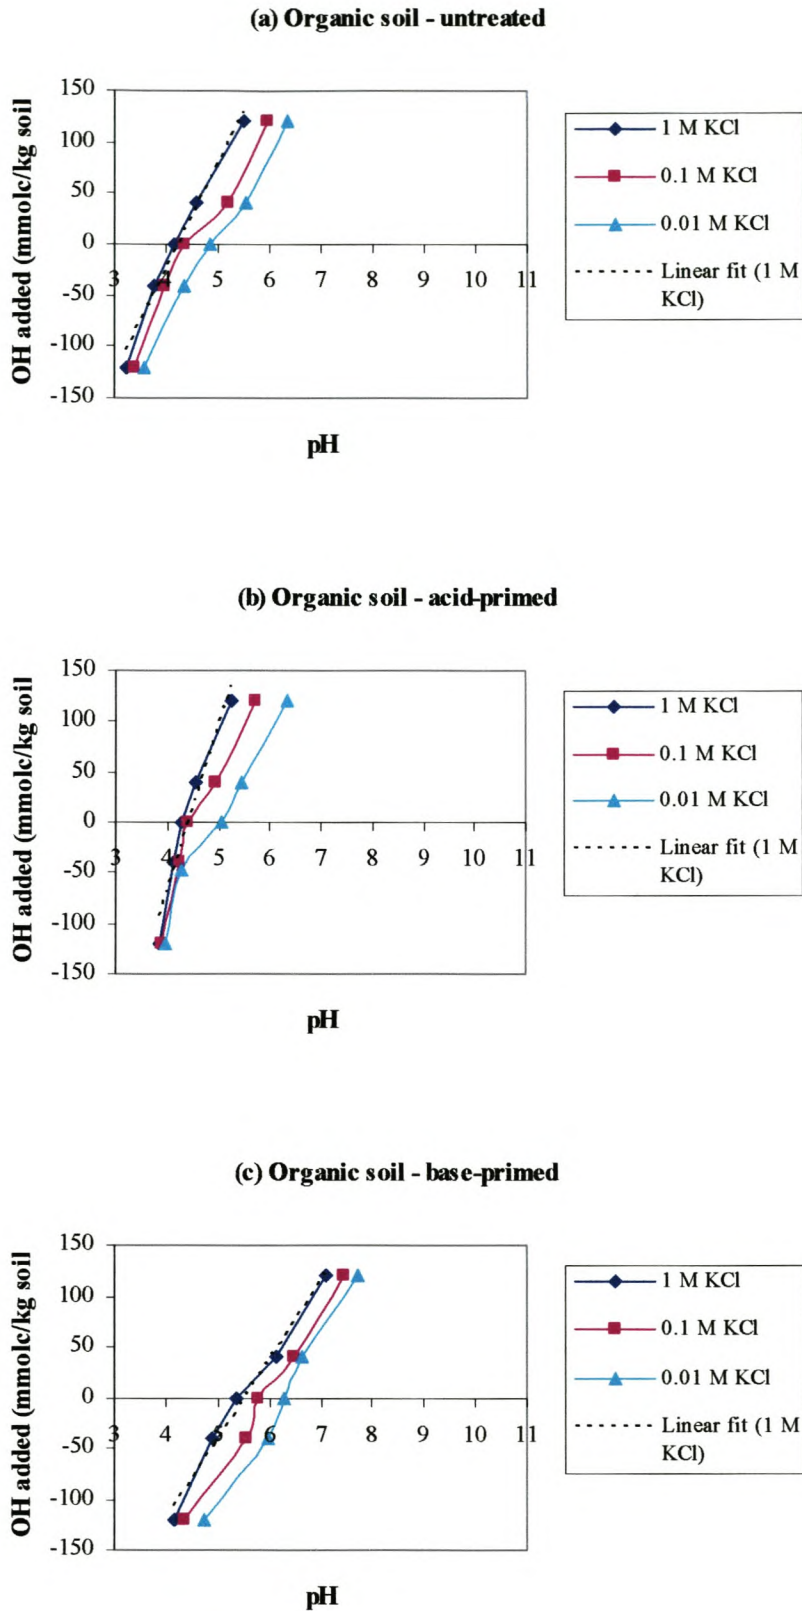 (a) Organic soil - untreated
OH added (mmolc/kg soil
150
100
50
0
-50
-100
-150
3 4 5 6 7 8 9 10 11
pH
1 M KCl
0.1 M KCl
0.01 M KCl
Linear fit (1 M
KCl)
(b) Organic soil - acid-primed
OH added (mmolc/kg soil
150
100
50
0
-50
-100
-150
3 4 5 6 7 8 9 10 11
pH
1 M KCl
0.1 M KCl
0.01 M KCl
Linear fit (1 M
KCl)
(c) Organic soil - base-primed
OH added (mmolc/kg soil
150
100
50
0
-50
-100
-150
3 4 5 6 7 8 9 10 11
pH
1 M KCl
0.1 M KCl
0.01 M KCl
Linear fit (1 M
KCl)